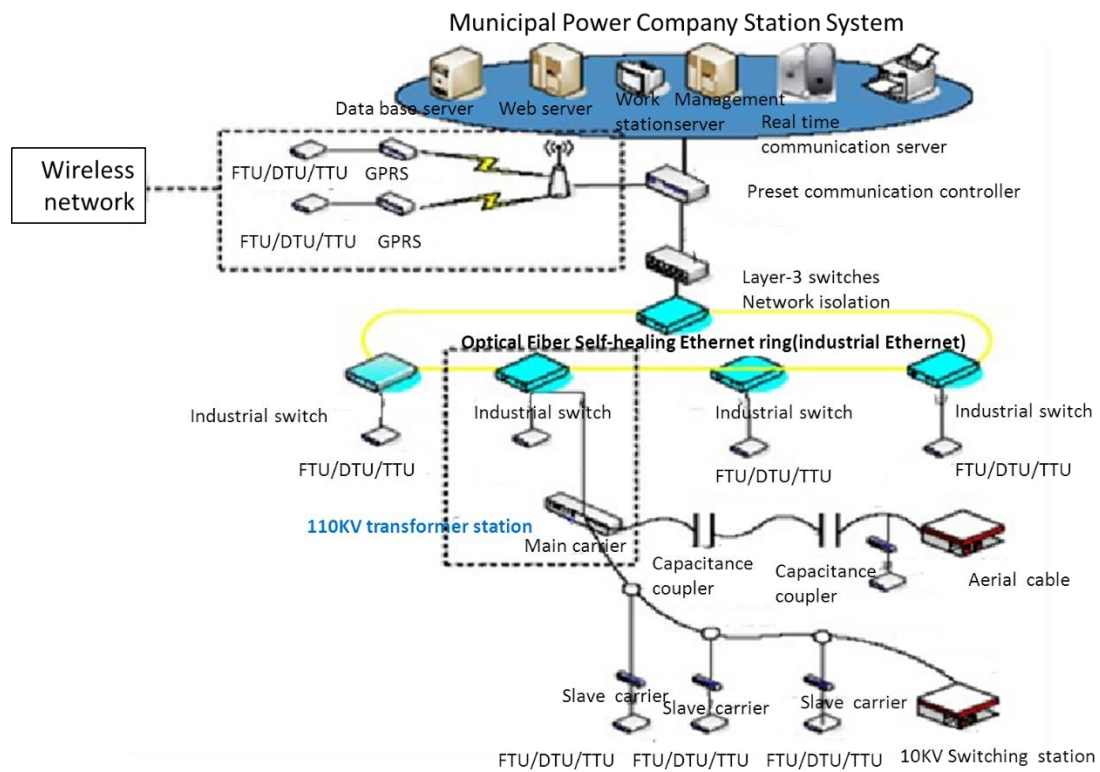 Municipal Power Company Station System
Data base server
Web server
Work
station
Management
server
Real time
communication server
Wireless
network
FTU/DTU/TTU
GPRS
FTU/DTU/TTU
GPRS
Preset communication controller
Layer-3 switches
Network isolation
Optical Fiber Self-healing Ethernet ring(industrial Ethernet)
Industrial switch
Industrial switch
Industrial switch
Industrial switch
FTU/DTU/TTU
FTU/DTU/TTU
FTU/DTU/TTU
110KV transformer station
Main carrier
Capacitance
coupler
Capacitance
coupler
Aerial cable
Slave carrier
Slave carrier
Slave carrier
FTU/DTU/TTU
FTU/DTU/TTU
FTU/DTU/TTU
10KV Switching station